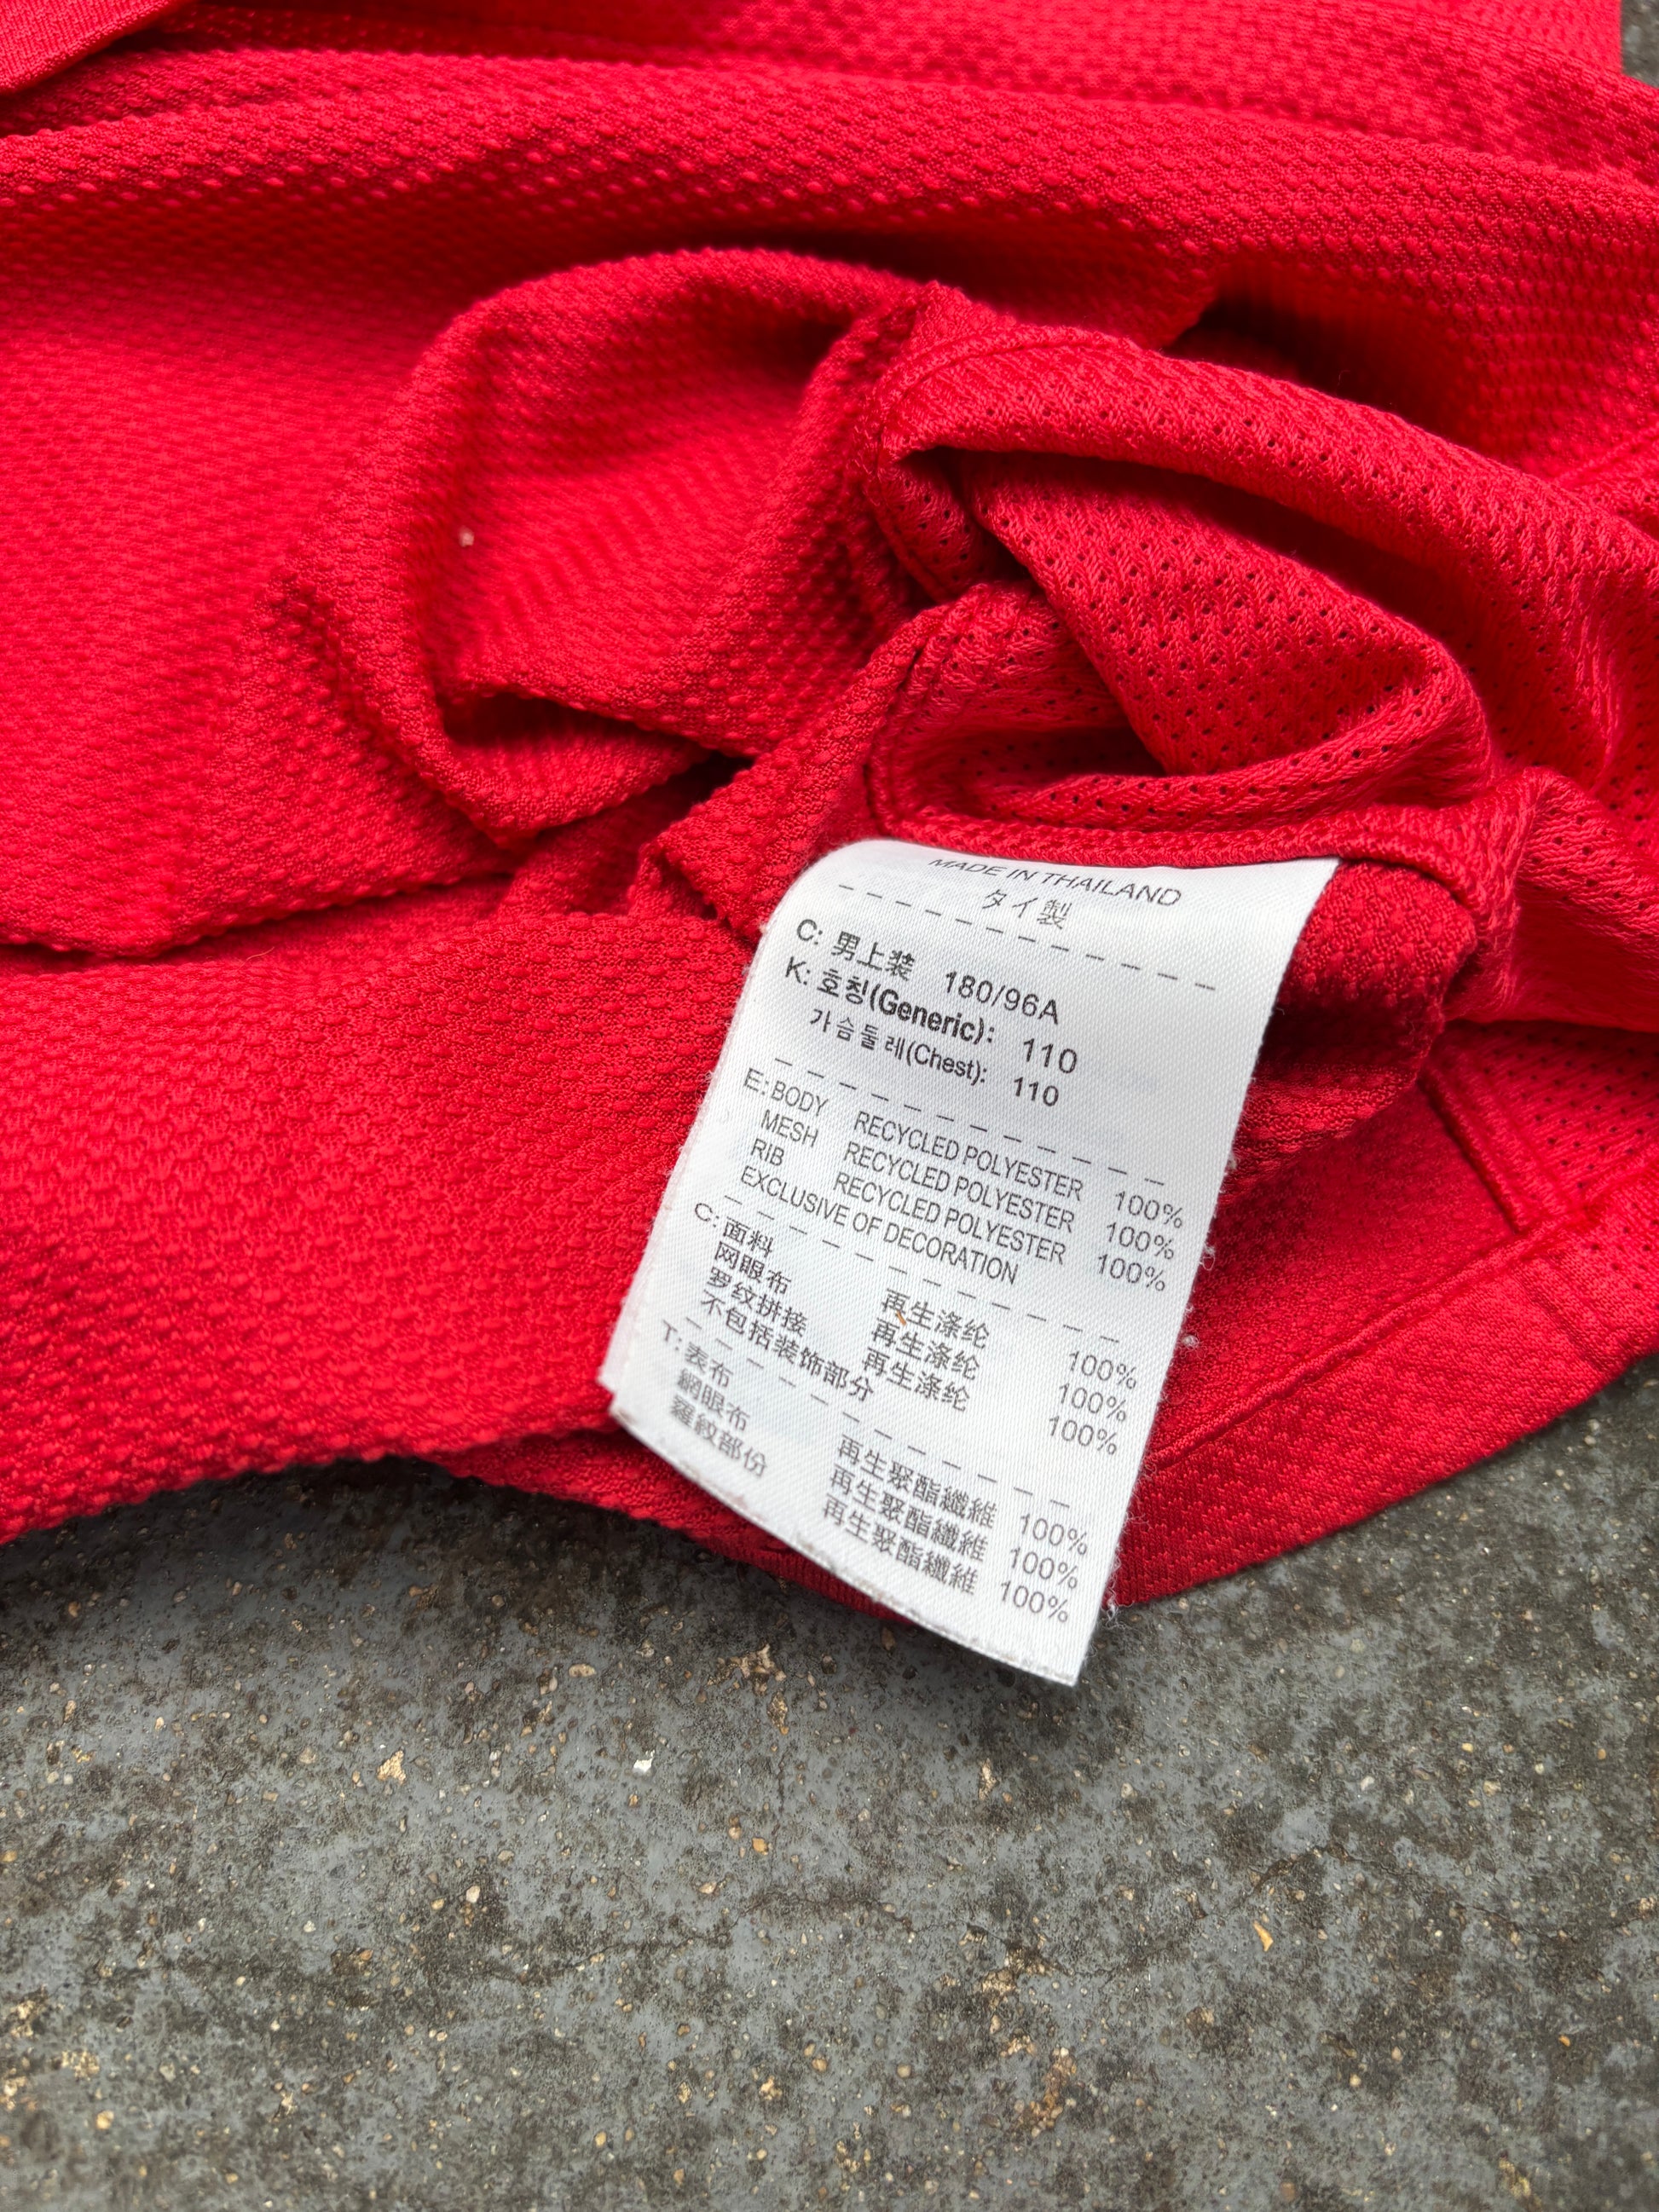 MADE IN THAILAND
タイ製
C: 男上装 180/96A
K: 호칭(Generic): 110
가슴둘레(Chest): 110
E: BODY RECYCLED POLYESTER 100%
MESH RECYCLED POLYESTER 100%
RIB RECYCLED POLYESTER 100%
EXCLUSIVE OF DECORATION
C: 面料 再生涤纶 100%
网眼布 再生涤纶 100%
罗纹拼接 再生涤纶 100%
不包括装饰部分
T: 表布 再生聚酯纖維 100%
網眼布 再生聚酯纖維 100%
羅紋部份 再生聚酯纖維 100%